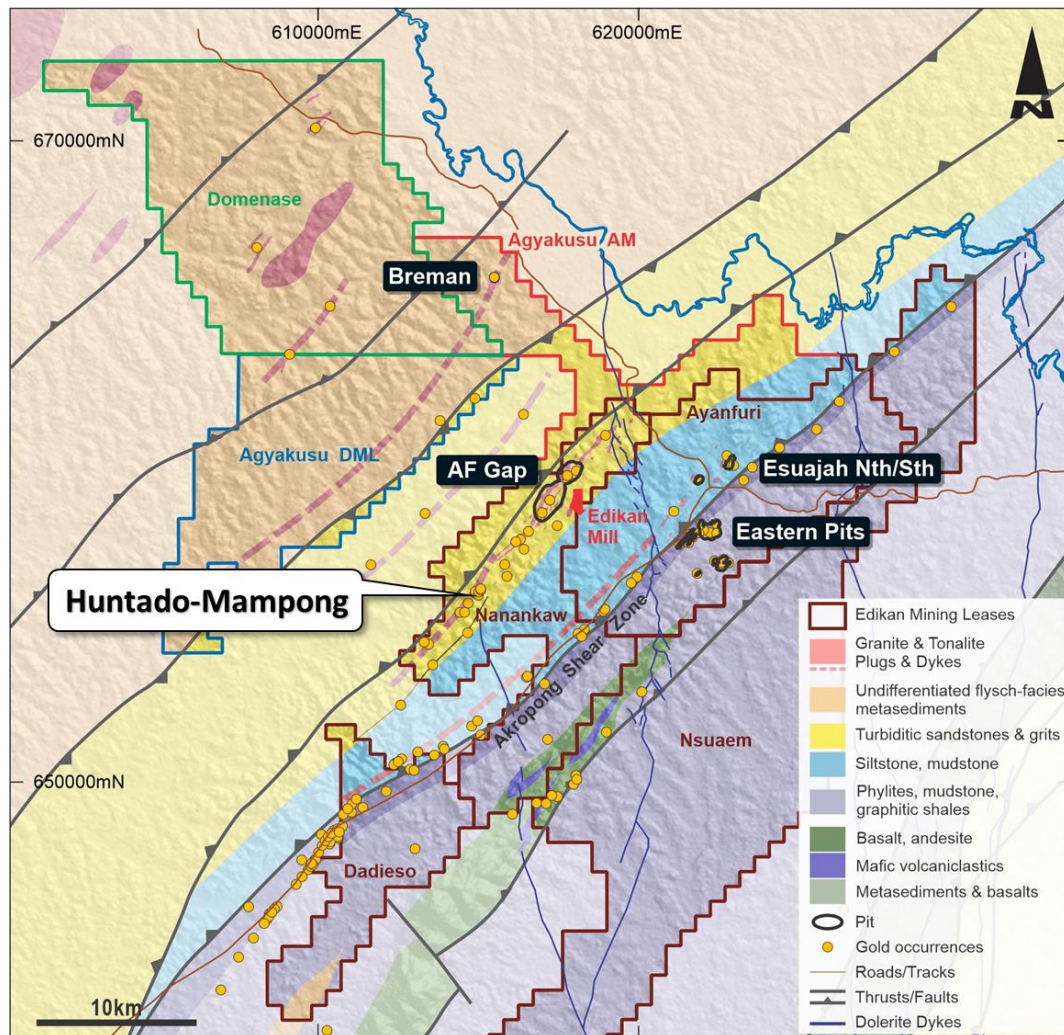 610000mE
620000mE
N
670000mN
Domenase
Agyakusu AM
Breman
Ayanfuri
Agyakusu DML
AF Gap
Esuajah Nth/Sth
Edikan
Mill
Eastern Pits
Huntado-Mampong
Nanankaw
Akropong Shear Zone
Nsuaem
650000mN
Dadieso
10km
Edikan Mining Leases
Granite & Tonalite
Plugs & Dykes
Undifferentiated flysch-facies
metasediments
Turbiditic sandstones & grits
Siltstone, mudstone
Phylites, mudstone,
graphitic shales
Basalt, andesite
Mafic volcaniclastics
Metasediments & basalts
Pit
Gold occurrences
Roads/Tracks
Thrusts/Faults
Dolerite Dykes